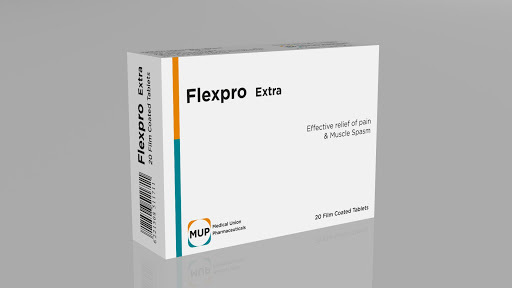 Flexpro Extra
Effective relief of pain
& Muscle Spasm
20 Film Coated Tablets
MUP
Medical Union
Pharmaceuticals
Flexpro Extra
20 Film Coated Tablets